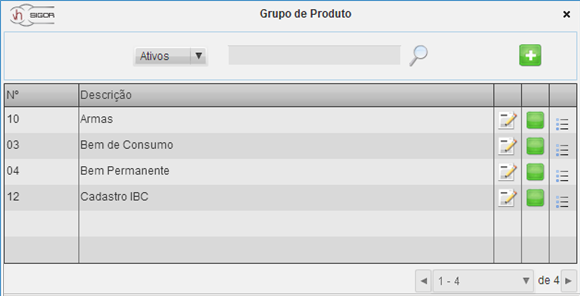 SIGOR Grupo de Produto
Ativos
Nº Descrição
10 Armas
03 Bem de Consumo
04 Bem Permanente
12 Cadastro IBC
1 - 4 de 4